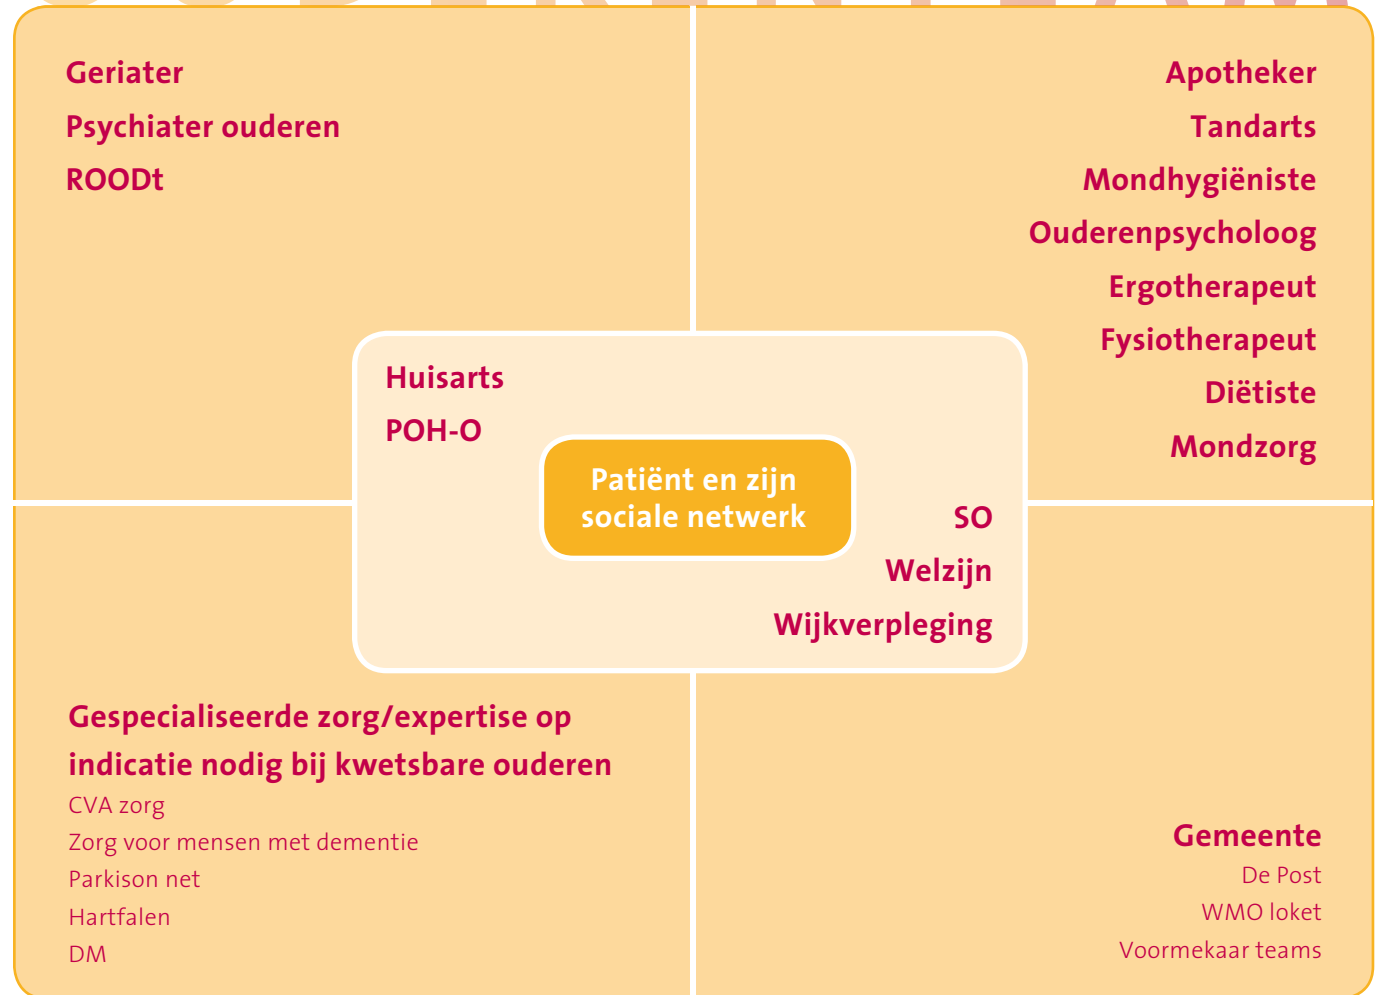 Geriater
Psychiater ouderen
ROODt
Apotheker
Tandarts
Mondhygiëniste
Ouderenpsycholoog
Ergotherapeut
Fysiotherapeut
Diëtiste
Mondzorg
Huisarts
POH-O
Patiënt en zijn
sociale netwerk
SO
Welzijn
Wijkverpleging
Gespecialiseerde zorg/expertise op
indicatie nodig bij kwetsbare ouderen
CVA zorg
Zorg voor mensen met dementie
Parkison net
Hartfalen
DM
Gemeente
De Post
WMO loket
Voormekaar teams